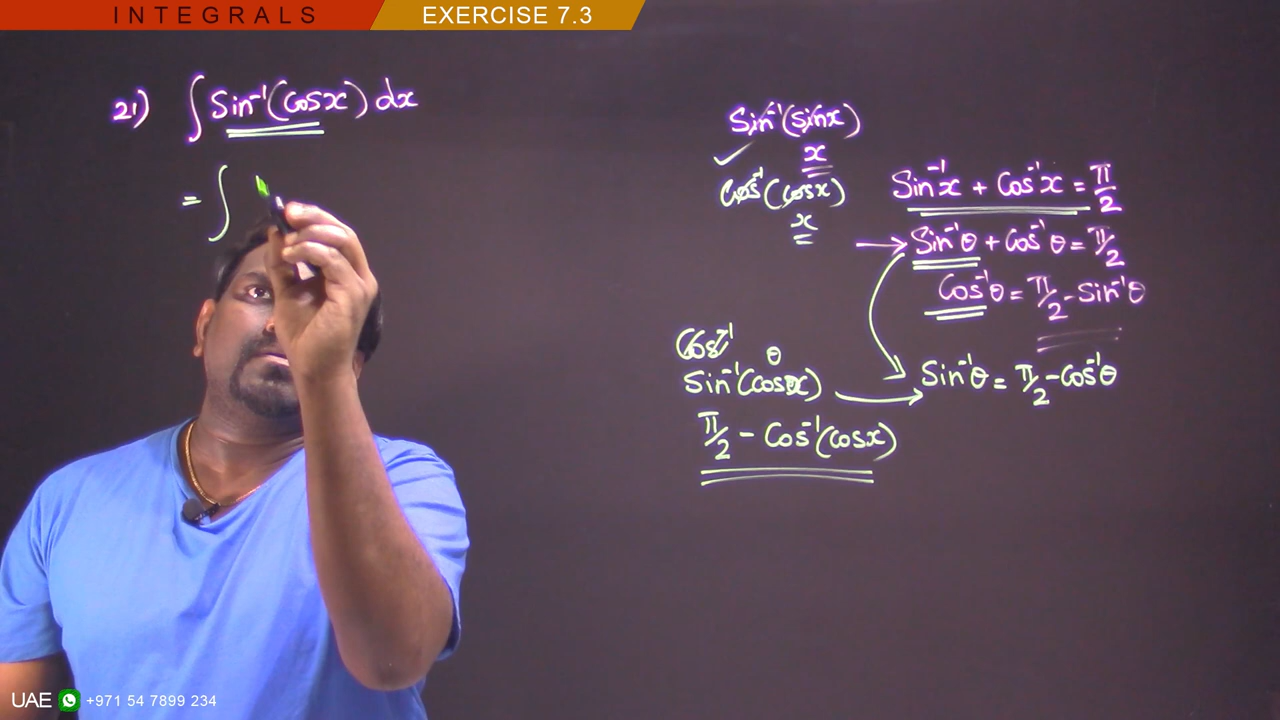 INTEGRALS
EXERCISE 7.3
21) ∫ Sin⁻¹(Cosx) dx
= ∫
Sin⁻¹(sinx)
x
Cos⁻¹(cosx)
x
Sin⁻¹x + Cos⁻¹x = π/2
Sin⁻¹θ + Cos⁻¹θ = π/2
Cos⁻¹θ = π/2 - Sin⁻¹θ
Cos⁻¹
θ
Sin⁻¹(cosx)
Sin⁻¹θ = π/2 - Cos⁻¹θ
π/2 - Cos⁻¹(cosx)
UAE +971 54 7899 234